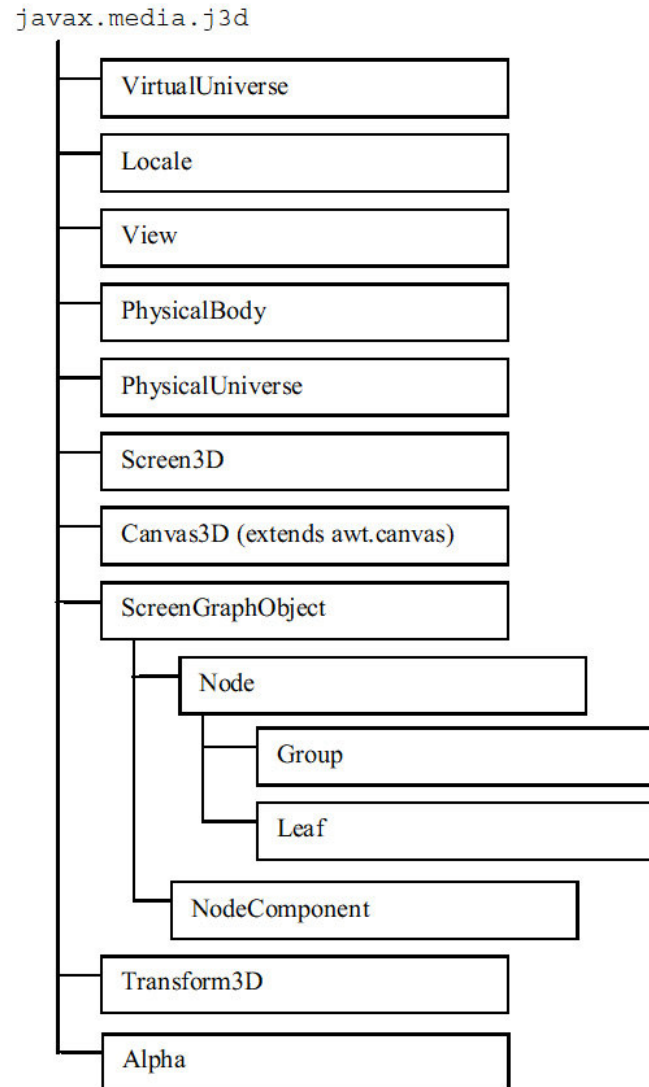 javax.media.j3d
VirtualUniverse
Locale
View
PhysicalBody
PhysicalUniverse
Screen3D
Canvas3D (extends awt.canvas)
ScreenGraphObject
Node
Group
Leaf
NodeComponent
Transform3D
Alpha